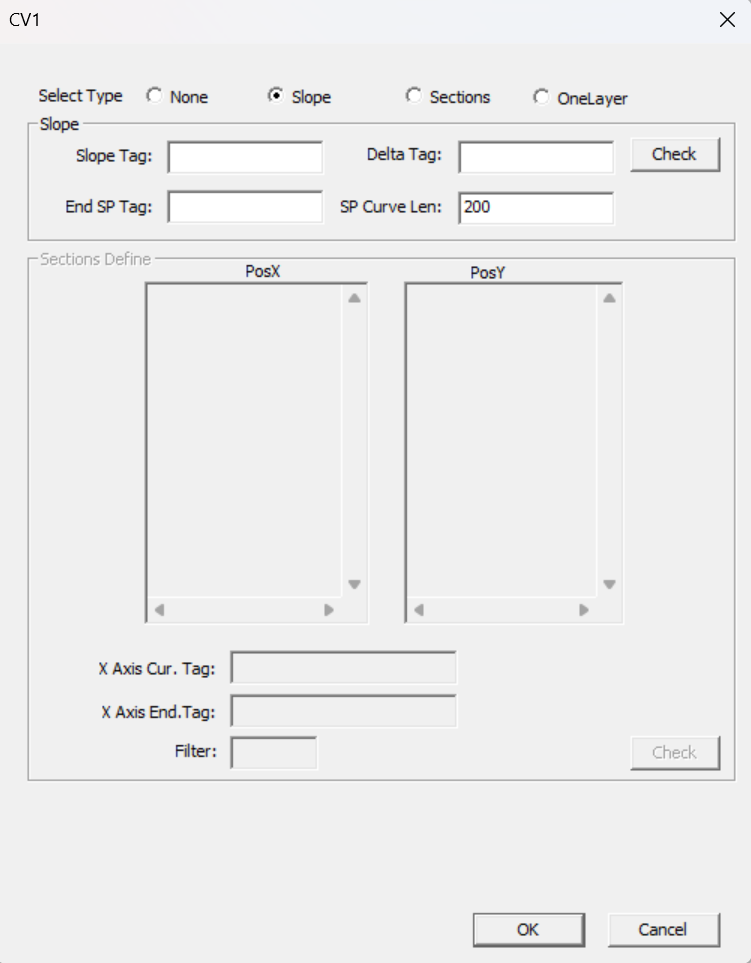 CV1
Select Type None Slope Sections OneLayer
Slope
Slope Tag: Delta Tag: Check
End SP Tag: SP Curve Len: 200
Sections Define
PosX PosY
X Axis Cur. Tag:
X Axis End.Tag:
Filter: Check
OK Cancel